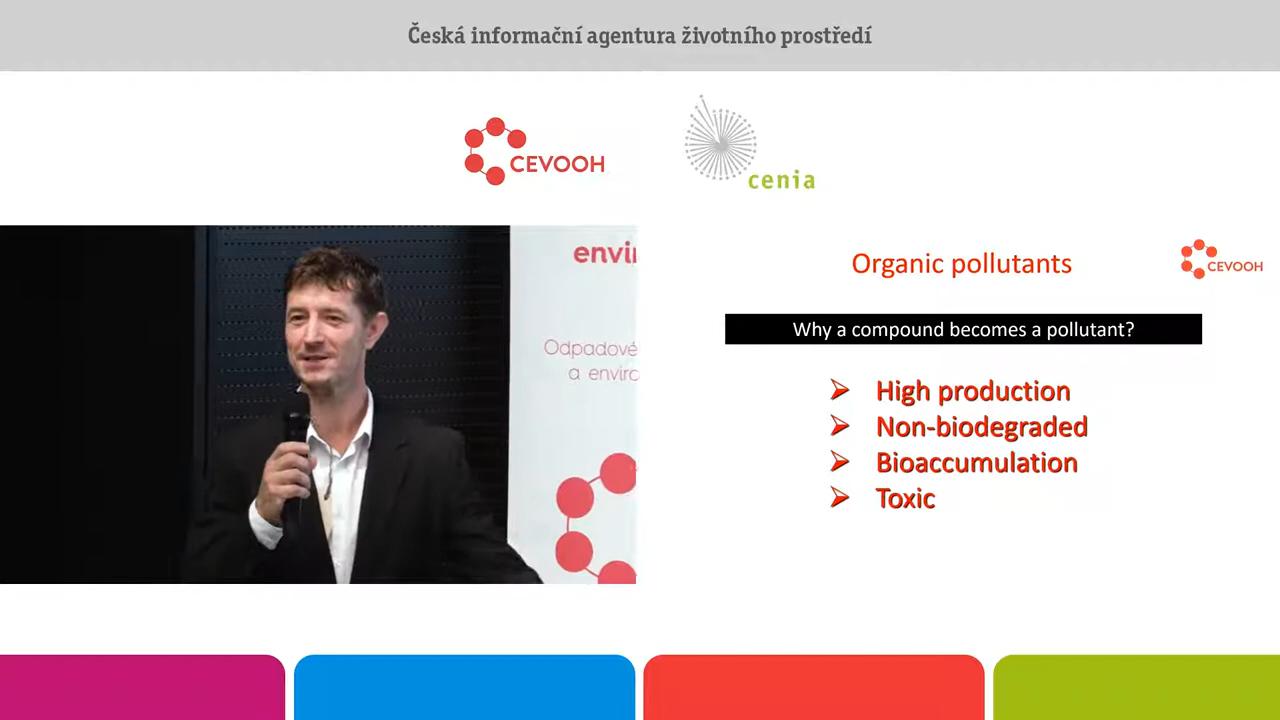 Česká informační agentura životního prostředí
CEVOOH
cenia
envi
Odpadové
a enviro
Organic pollutants
CEVOOH
Why a compound becomes a pollutant?
High production
Non-biodegraded
Bioaccumulation
Toxic